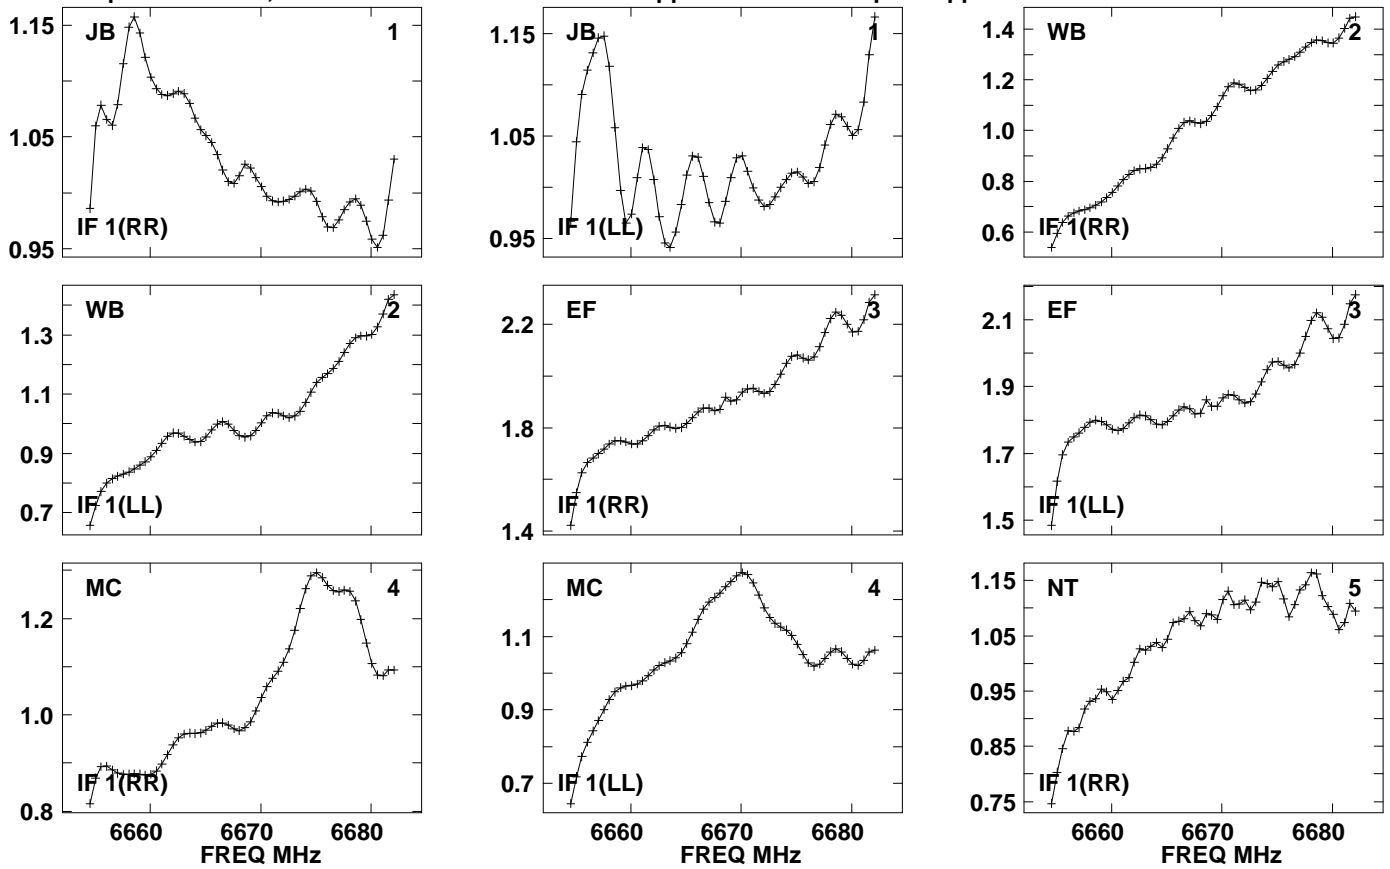 JB 1
1.15
1.05
0.95
IF 1(RR)
JB 1
1.15
1.05
0.95
IF 1(LL)
WB 2
1.4
1.2
1.0
0.8
0.6
IF 1(RR)
WB 2
1.3
1.1
0.9
0.7
IF 1(LL)
EF 3
2.2
1.8
1.4
IF 1(RR)
EF 3
2.1
1.9
1.7
1.5
IF 1(LL)
MC 4
1.2
1.0
0.8
IF 1(RR)
6660 6670 6680
FREQ MHz
MC 4
1.1
0.9
0.7
IF 1(LL)
6660 6670 6680
FREQ MHz
NT 5
1.15
1.05
0.95
0.85
0.75
IF 1(RR)
6660 6670 6680
FREQ MHz